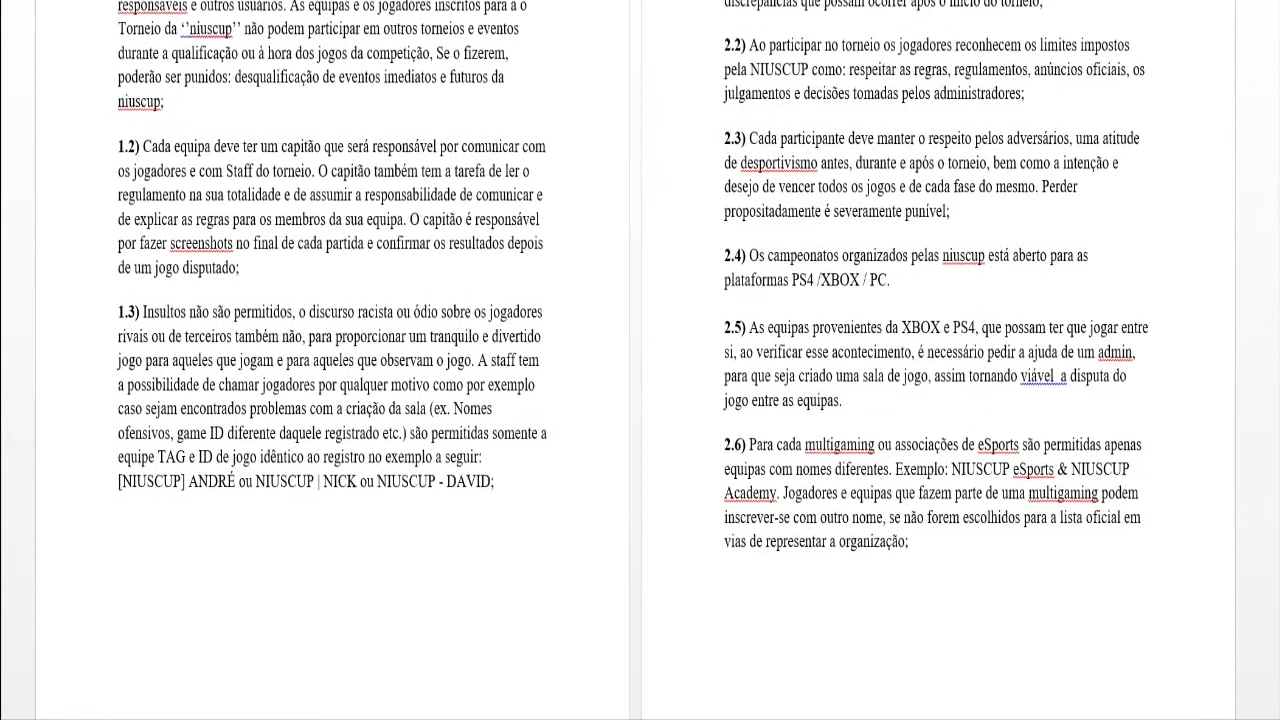 responsáveis e outros usuários. As equipas e os jogadores inscritos para a o
Torneio da ‘’niuscup’’ não podem participar em outros torneios e eventos
durante a qualificação ou à hora dos jogos da competição, Se o fizerem,
poderão ser punidos: desqualificação de eventos imediatos e futuros da
niuscup;
1.2) Cada equipa deve ter um capitão que será responsável por comunicar com
os jogadores e com Staff do torneio. O capitão também tem a tarefa de ler o
regulamento na sua totalidade e de assumir a responsabilidade de comunicar e
de explicar as regras para os membros da sua equipa. O capitão é responsável
por fazer screenshots no final de cada partida e confirmar os resultados depois
de um jogo disputado;
1.3) Insultos não são permitidos, o discurso racista ou ódio sobre os jogadores
rivais ou de terceiros também não, para proporcionar um tranquilo e divertido
jogo para aqueles que jogam e para aqueles que observam o jogo. A staff tem
a possibilidade de chamar jogadores por qualquer motivo como por exemplo
caso sejam encontrados problemas com a criação da sala (ex. Nomes
ofensivos, game ID diferente daquele registrado etc.) são permitidas somente a
equipe TAG e ID de jogo idêntico ao registro no exemplo a seguir:
[NIUSCUP] ANDRÉ ou NIUSCUP | NICK ou NIUSCUP - DAVID;
discrepâncias que possam ocorrer após o início do torneio;
2.2) Ao participar no torneio os jogadores reconhecem os limites impostos
pela NIUSCUP como: respeitar as regras, regulamentos, anúncios oficiais, os
julgamentos e decisões tomadas pelos administradores;
2.3) Cada participante deve manter o respeito pelos adversários, uma atitude
de desportivismo antes, durante e após o torneio, bem como a intenção e
desejo de vencer todos os jogos e de cada fase do mesmo. Perder
propositadamente é severamente punível;
2.4) Os campeonatos organizados pelas niuscup está aberto para as
plataformas PS4 /XBOX / PC.
2.5) As equipas provenientes da XBOX e PS4, que possam ter que jogar entre
si, ao verificar esse acontecimento, é necessário pedir a ajuda de um admin,
para que seja criado uma sala de jogo, assim tornando viável  a disputa do
jogo entre as equipas.
2.6) Para cada multigaming ou associações de eSports são permitidas apenas
equipas com nomes diferentes. Exemplo: NIUSCUP eSports & NIUSCUP
Academy. Jogadores e equipas que fazem parte de uma multigaming podem
inscrever-se com outro nome, se não forem escolhidos para a lista oficial em
vias de representar a organização;